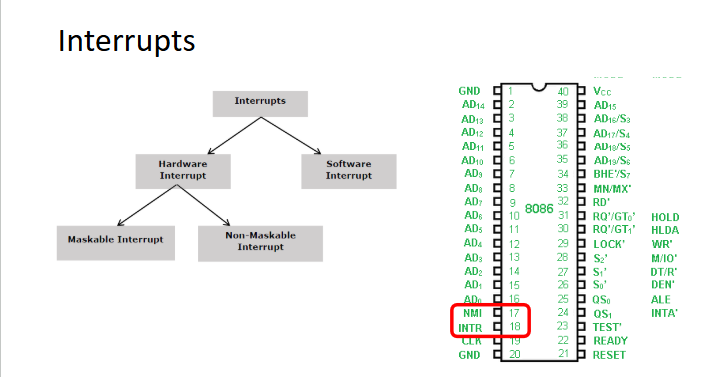 Interrupts
Interrupts
Hardware
Interrupt
Software
Interrupt
Maskable Interrupt
Non-Maskable
Interrupt
8086
GND 1 40 Vcc
AD14 2 39 AD15
AD13 3 38 AD16/S3
AD12 4 37 AD17/S4
AD11 5 36 AD18/S5
AD10 6 35 AD19/S6
AD9 7 34 BHE'/S7
AD8 8 33 MN/MX'
AD7 9 32 RD'
AD6 10 31 RQ'/GT0' HOLD
AD5 11 30 RQ'/GT1' HLDA
AD4 12 29 LOCK' WR'
AD3 13 28 S2' M/IO'
AD2 14 27 S1' DT/R'
AD1 15 26 S0' DEN'
AD0 16 25 QS0 ALE
NMI 17 24 QS1 INTA'
INTR 18 23 TEST'
CLK 19 22 READY
GND 20 21 RESET